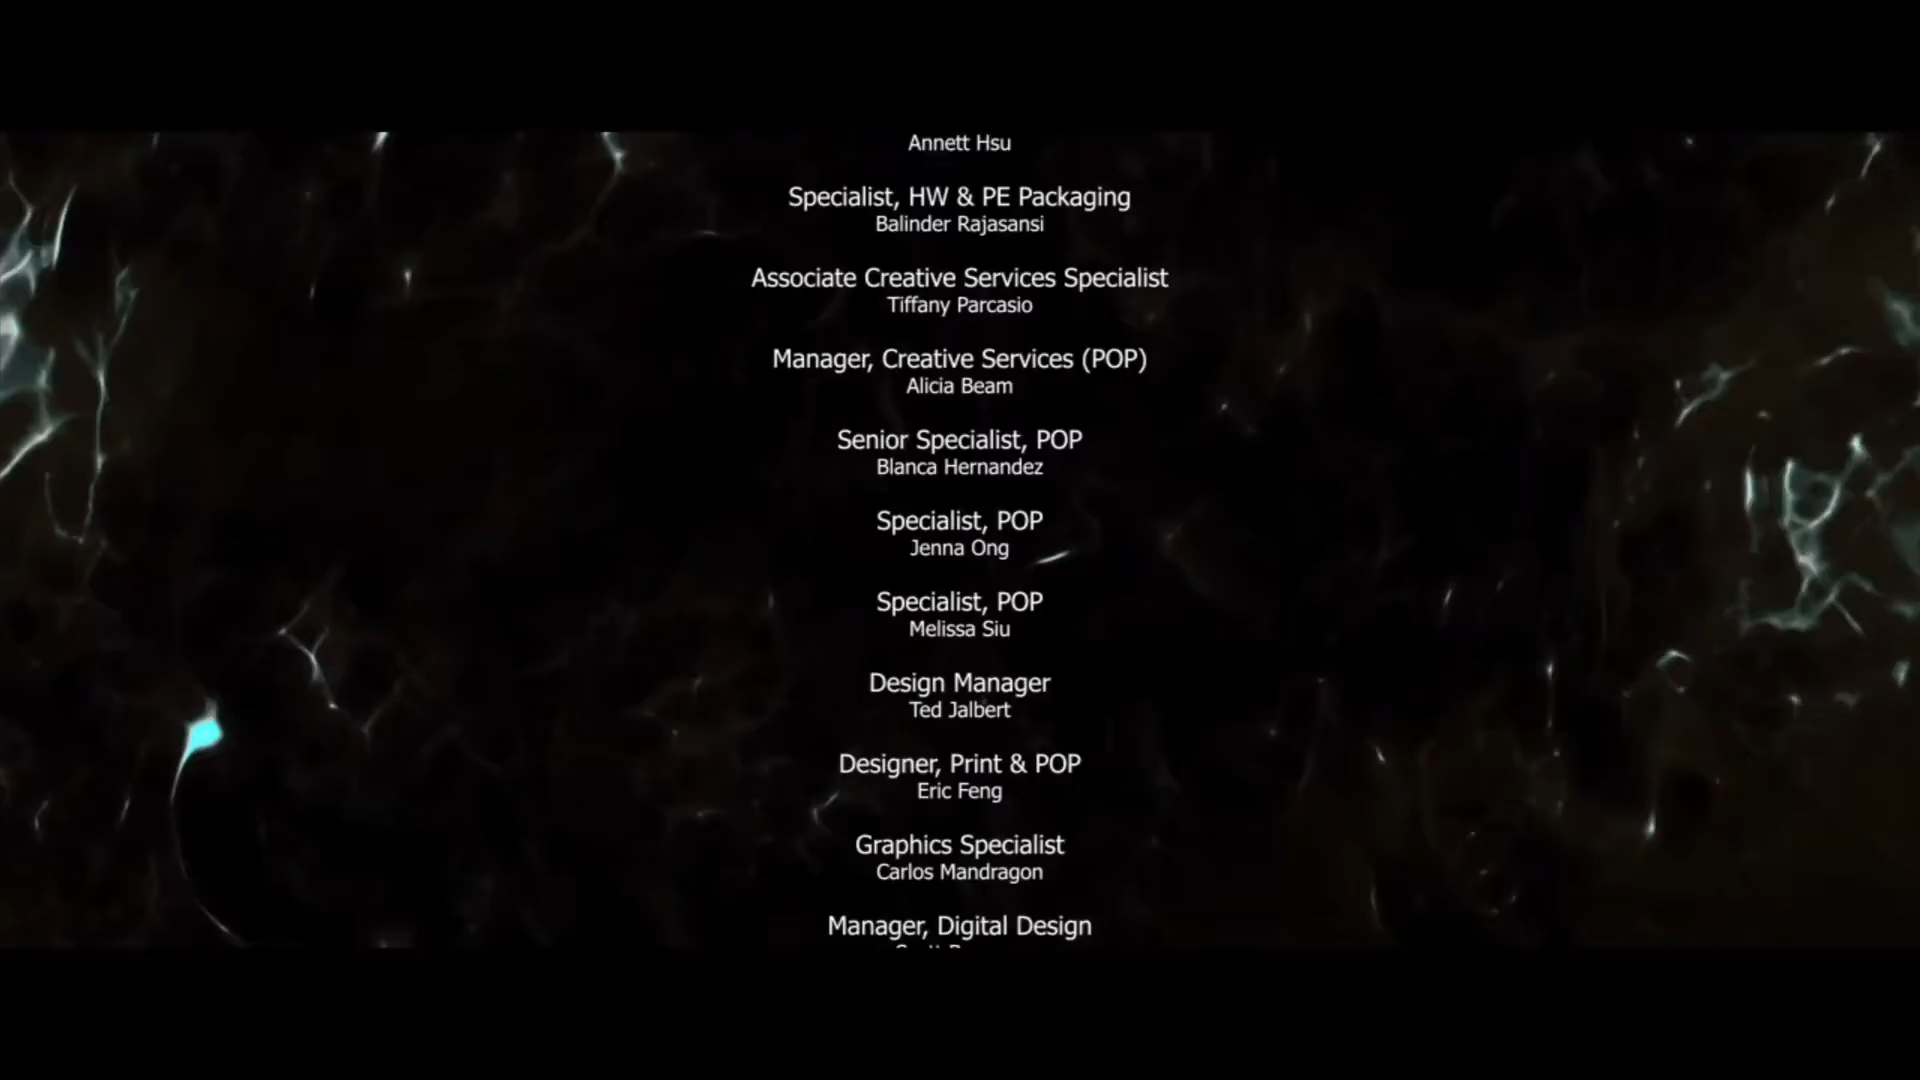 Annett Hsu
Specialist, HW & PE Packaging
Balinder Rajasansi
Associate Creative Services Specialist
Tiffany Parcasio
Manager, Creative Services (POP)
Alicia Beam
Senior Specialist, POP
Blanca Hernandez
Specialist, POP
Jenna Ong
Specialist, POP
Melissa Siu
Design Manager
Ted Jalbert
Designer, Print & POP
Eric Feng
Graphics Specialist
Carlos Mandragon
Manager, Digital Design